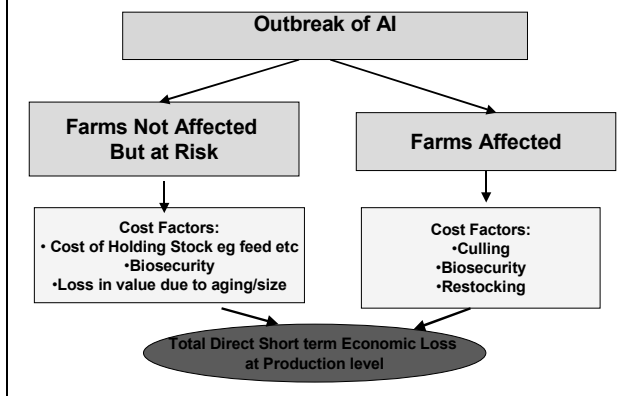 Outbreak of AI
Farms Not Affected
But at Risk
Farms Affected
Cost Factors:
• Cost of Holding Stock eg feed etc
•Biosecurity
•Loss in value due to aging/size
Cost Factors:
•Culling
•Biosecurity
•Restocking
Total Direct Short term Economic Loss
at Production level